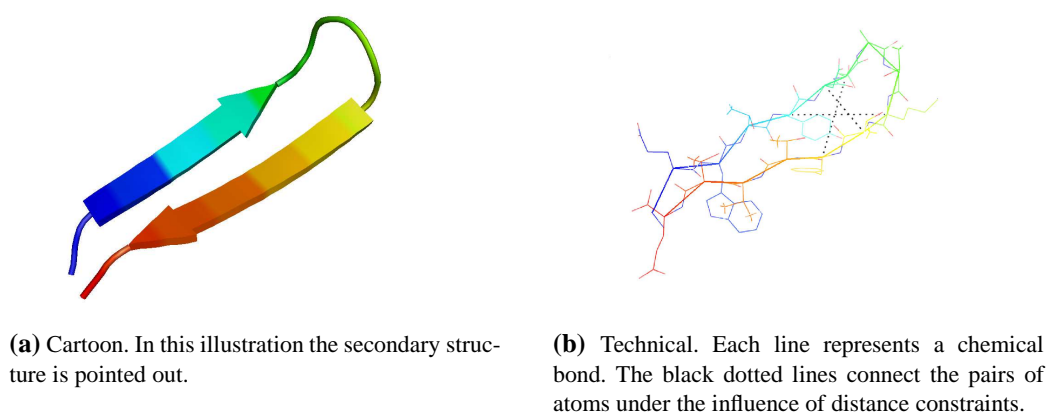 (a) Cartoon. In this illustration the secondary struc-
ture is pointed out.
(b) Technical. Each line represents a chemical
bond. The black dotted lines connect the pairs of
atoms under the influence of distance constraints.